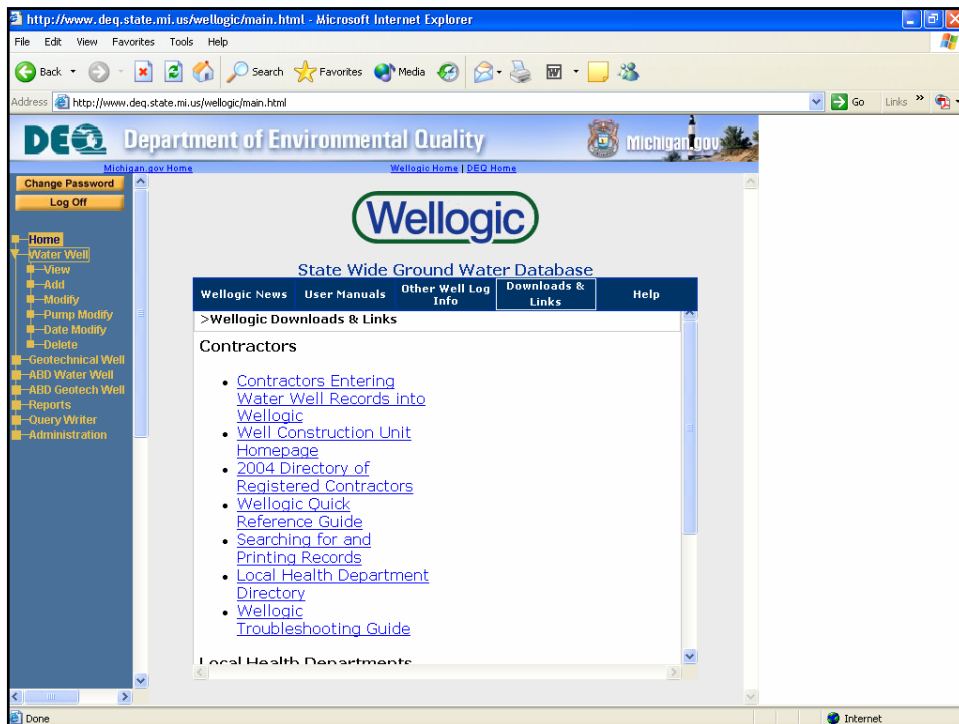 http://www.deq.state.mi.us/wellogic/main.html - Microsoft Internet Explorer
File Edit View Favorites Tools Help
Back Search Favorites Media
Address http://www.deq.state.mi.us/wellogic/main.html Go Links »
DEQ Department of Environmental Quality Michigan.gov
Michigan.gov Home Wellogic Home | DEQ Home
Change Password
Log Off
Home
Water Well
View
Add
Modify
Pump Modify
Date Modify
Delete
Geotechnical Well
ABD Water Well
ABD Geotech Well
Reports
Query Writer
Administration
Wellogic
State Wide Ground Water Database
Wellogic News User Manuals Other Well Log Info Downloads & Links Help
>Wellogic Downloads & Links
Contractors
Contractors Entering
Water Well Records into
Wellogic
Well Construction Unit
Homepage
2004 Directory of
Registered Contractors
Wellogic Quick
Reference Guide
Searching for and
Printing Records
Local Health Department
Directory
Wellogic
Troubleshooting Guide
Local Health Departments
Done Internet